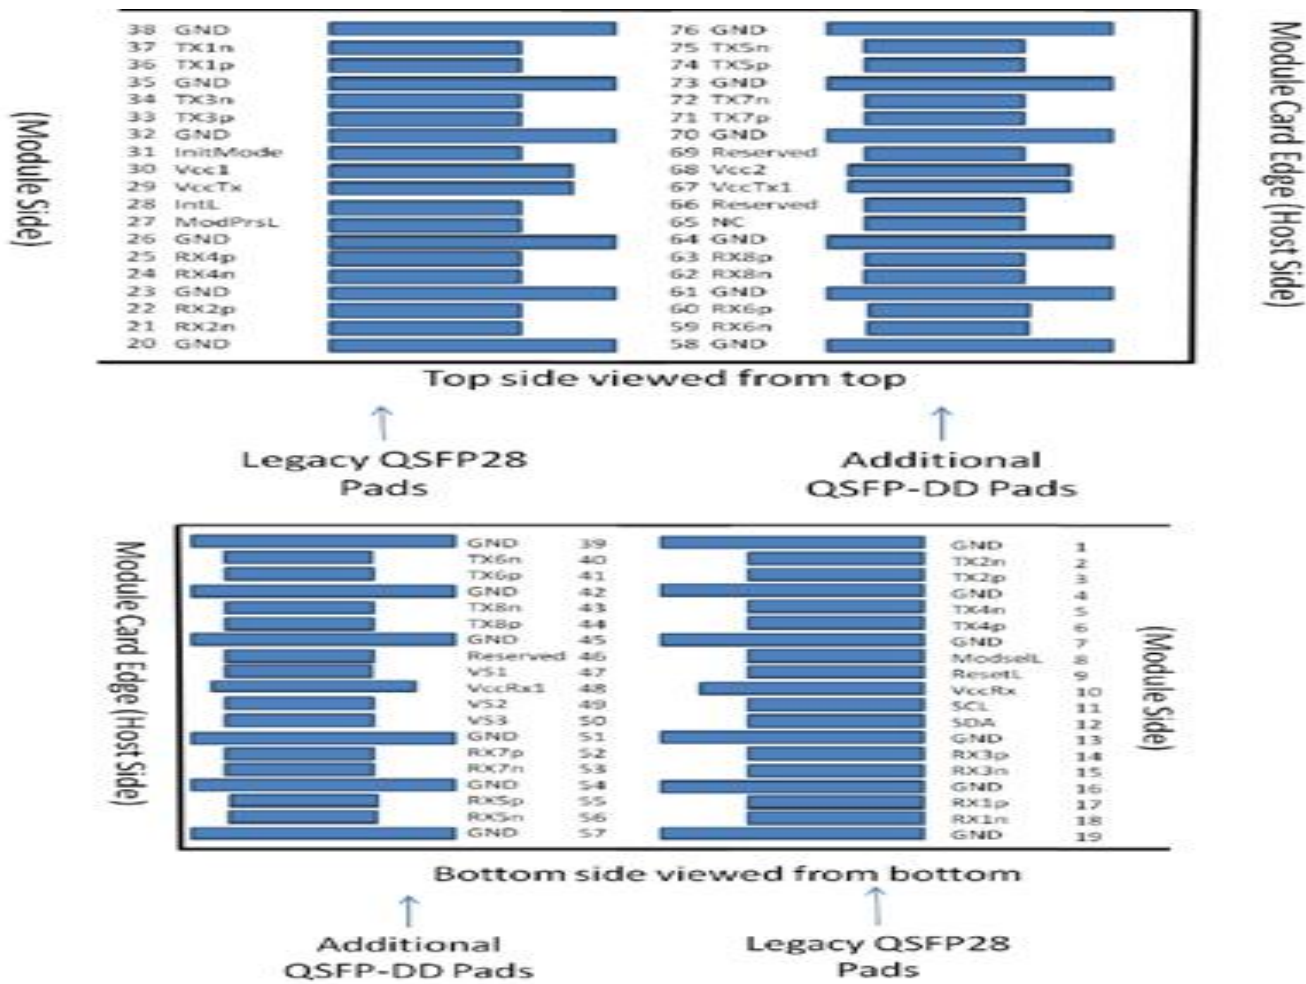 38 GND
37 TX1n
36 TX1p
35 GND
34 TX3n
33 TX3p
32 GND
31 InitMode
30 Vcc1
29 VccTx
28 IntL
27 ModPrsL
26 GND
25 RX4p
24 RX4n
23 GND
22 RX2p
21 RX2n
20 GND
76 GND
75 TX5n
74 TX5p
73 GND
72 TX7n
71 TX7p
70 GND
69 Reserved
68 Vcc2
67 VccTx1
66 Reserved
65 NC
64 GND
63 RX8p
62 RX8n
61 GND
60 RX6p
59 RX6n
58 GND
(Module Side)
Module Card Edge (Host Side)
Top side viewed from top
Legacy QSFP28
Pads
Additional
QSFP-DD Pads
Module Card Edge (Host Side)
GND 39
TX6n 40
TX6p 41
GND 42
TX8n 43
TX8p 44
GND 45
Reserved 46
VS1 47
VccRx1 48
VS2 49
VS3 50
GND 51
RX7p 52
RX7n 53
GND 54
RX5p 55
RX5n 56
GND 57
GND 1
TX2n 2
TX2p 3
GND 4
TX4n 5
TX4p 6
GND 7
ModselL 8
ResetL 9
VccRx 10
SCL 11
SDA 12
GND 13
RX3p 14
RX3n 15
GND 16
RX1p 17
RX1n 18
GND 19
(Module Side)
Bottom side viewed from bottom
Additional
QSFP-DD Pads
Legacy QSFP28
Pads